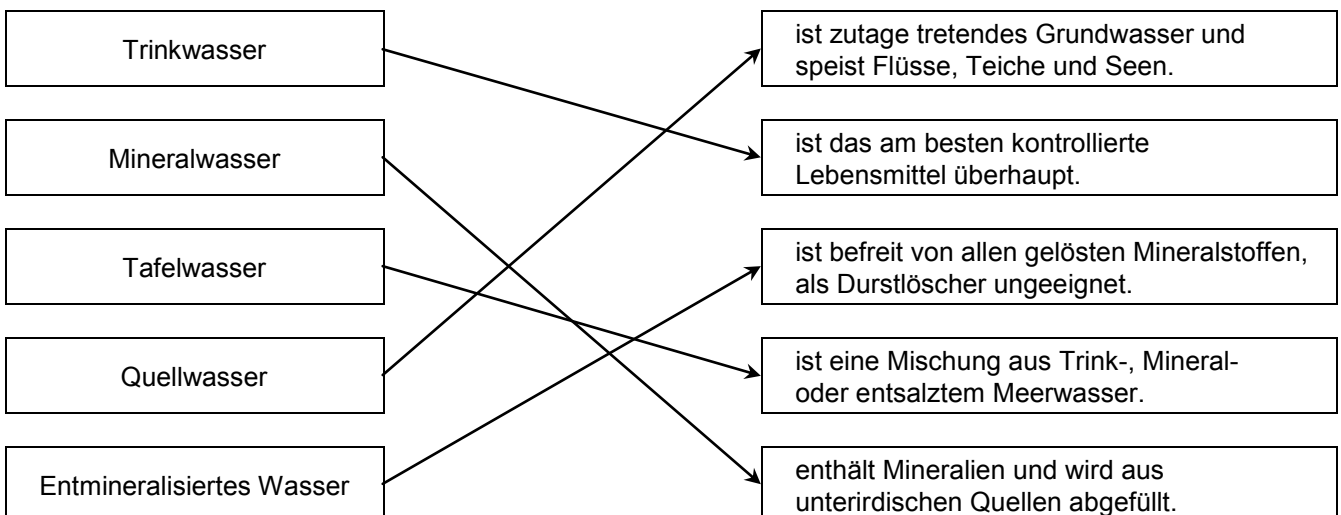 Trinkwasser
ist zutage tretendes Grundwasser und
speist Flüsse, Teiche und Seen.
Mineralwasser
ist das am besten kontrollierte
Lebensmittel überhaupt.
Tafelwasser
ist befreit von allen gelösten Mineralstoffen,
als Durstlöscher ungeeignet.
Quellwasser
ist eine Mischung aus Trink-, Mineral-
oder entsalztem Meerwasser.
Entmineralisiertes Wasser
enthält Mineralien und wird aus
unterirdischen Quellen abgefüllt.